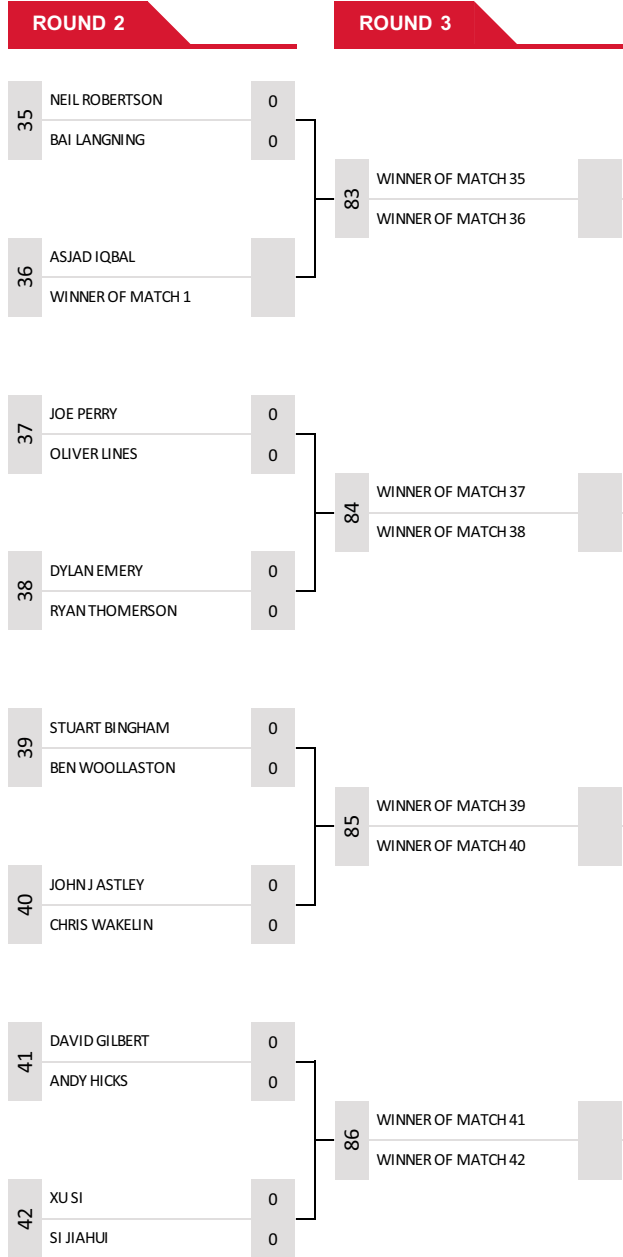 ROUND 2
ROUND 3
35
NEIL ROBERTSON 0
BAI LANGNING 0
83
WINNER OF MATCH 35
WINNER OF MATCH 36
36
ASJAD IQBAL
WINNER OF MATCH 1
37
JOE PERRY 0
OLIVER LINES 0
84
WINNER OF MATCH 37
WINNER OF MATCH 38
38
DYLAN EMERY 0
RYAN THOMERSON 0
39
STUART BINGHAM 0
BEN WOOLLASTON 0
85
WINNER OF MATCH 39
WINNER OF MATCH 40
40
JOHN J ASTLEY 0
CHRIS WAKELIN 0
41
DAVID GILBERT 0
ANDY HICKS 0
86
WINNER OF MATCH 41
WINNER OF MATCH 42
42
XU SI 0
SI JIAHUI 0